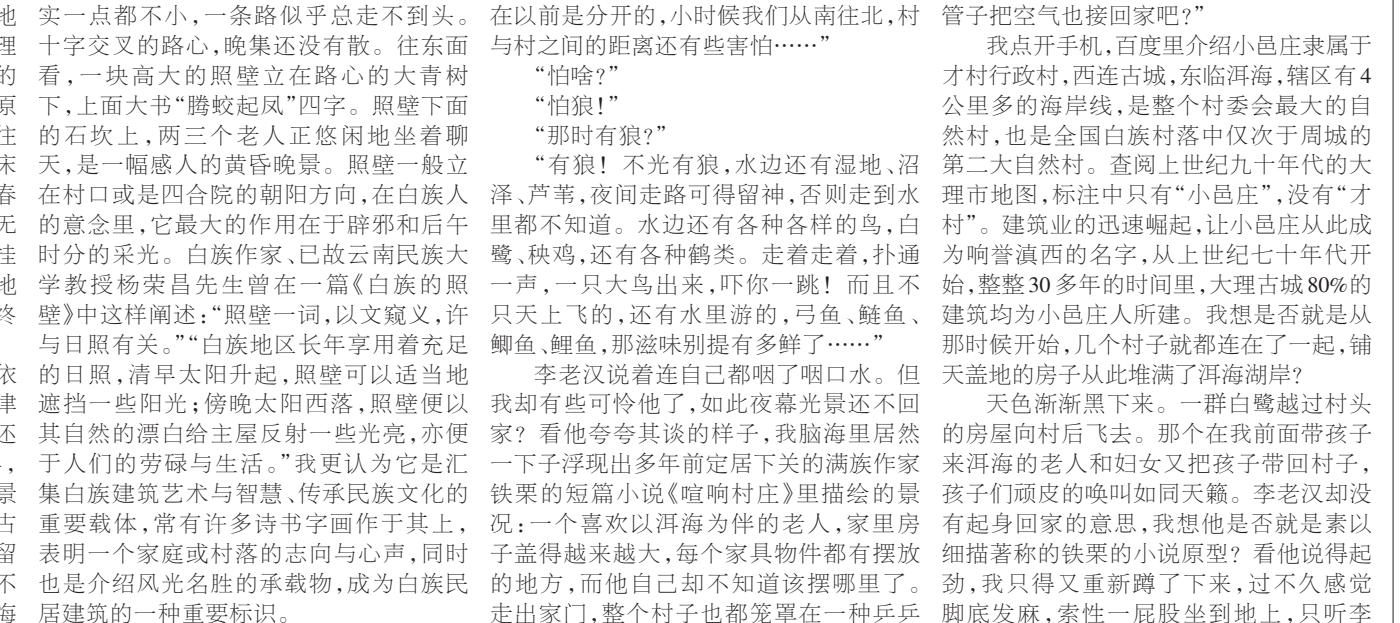 地
理
的
原
往
床
春
无
挂
地
终
依
津
还
，
景
古
留
不
海
实一点都不小，一条路似乎总走不到头。
十字交叉的路心，晚集还没有散。往东面
看，一块高大的照壁立在路心的大青树
下，上面大书“腾蛟起凤”四字。照壁下面
的石坎上，两三个老人正悠闲地坐着聊
天，是一幅感人的黄昏晚景。照壁一般立
在村口或是四合院的朝阳方向，在白族人
的意念里，它最大的作用在于辟邪和后午
时分的采光。白族作家、已故云南民族大
学教授杨荣昌先生曾在一篇《白族的照
壁》中这样阐述：“照壁一词，以文窥义，许
与日照有关。”“白族地区长年享用着充足
的日照，清早太阳升起，照壁可以适当地
遮挡一些阳光；傍晚太阳西落，照壁便以
其自然的漂白给主屋反射一些光亮，亦便
于人们的劳碌与生活。”我更认为它是汇
集白族建筑艺术与智慧、传承民族文化的
重要载体，常有许多诗书字画作于其上，
表明一个家庭或村落的志向与心声，同时
也是介绍风光名胜的承载物，成为白族民
居建筑的一种重要标识。
在以前是分开的，小时候我们从南往北，村
与村之间的距离还有些害怕……”
“怕啥？”
“怕狼！”
“那时有狼？”
“有狼！不光有狼，水边还有湿地、沼
泽、芦苇，夜间走路可得留神，否则走到水
里都不知道。水边还有各种各样的鸟，白
鹭、秧鸡，还有各种鹤类。走着走着，扑通
一声，一只大鸟出来，吓你一跳！而且不
只天上飞的，还有水里游的，弓鱼、鲢鱼、
鲫鱼、鲤鱼，那滋味别提有多鲜了……”
李老汉说着连自己都咽了咽口水。但
我却有些可怜他了，如此夜幕光景还不回
家？看他夸夸其谈的样子，我脑海里居然
一下子浮现出多年前定居下关的满族作家
铁栗的短篇小说《喧响村庄》里描绘的景
况：一个喜欢以洱海为伴的老人，家里房
子盖得越来越大，每个家具物件都有摆放
的地方，而他自己却不知道该摆哪里了。
走出家门，整个村子也都笼罩在一种乒乒
管子把空气也接回家吧？”
我点开手机，百度里介绍小邑庄隶属于
才村行政村，西连古城，东临洱海，辖区有4
公里多的海岸线，是整个村委会最大的自
然村，也是全国白族村落中仅次于周城的
第二大自然村。查阅上世纪九十年代的大
理市地图，标注中只有“小邑庄”，没有“才
村”。建筑业的迅速崛起，让小邑庄从此成
为响誉滇西的名字，从上世纪七十年代开
始，整整30多年的时间里，大理古城80%的
建筑均为小邑庄人所建。我想是否就是从
那时候开始，几个村子就都连在了一起，铺
天盖地的房子从此堆满了洱海湖岸？
天色渐渐黑下来。一群白鹭越过村头
的房屋向村后飞去。那个在我前面带孩子
来洱海的老人和妇女又把孩子带回村子，
孩子们顽皮的唤叫如同天籁。李老汉却没
有起身回家的意思，我想他是否就是素以
细描著称的铁栗的小说原型？看他说得起
劲，我只得又重新蹲了下来，过不久感觉
脚底发麻，索性一屁股坐到地上，只听李